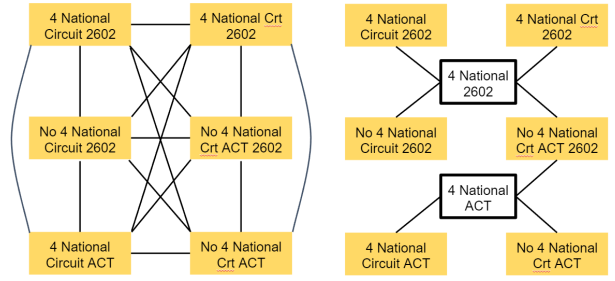 4 National
Circuit 2602
4 National Crt
2602
No 4 National
Circuit 2602
No 4 National
Crt ACT 2602
4 National
Circuit ACT
No 4 National
Crt ACT
4 National
Circuit 2602
4 National Crt
2602
4 National
2602
No 4 National
Circuit 2602
No 4 National
Crt ACT 2602
4 National
ACT
4 National
Circuit ACT
No 4 National
Crt ACT